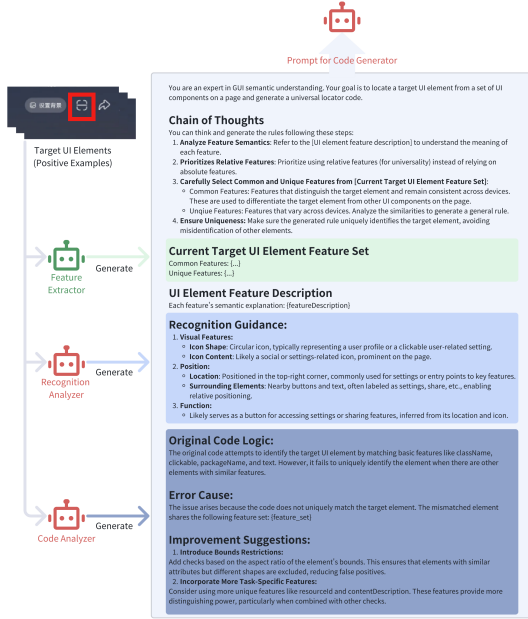 Prompt for Code Generator
You are an expert in GUI semantic understanding. Your goal is to locate a target UI element from a set of UI
components on a page and generate a universal locator code.
Chain of Thoughts
You can think and generate the rules following these steps:
1. Analyze Feature Semantics: Refer to the [UI element feature description] to understand the meaning of
each feature.
2. Prioritizes Relative Features: Prioritize using relative features (for universality) instead of relying on
absolute features.
3. Carefully Select Common and Unique Features from [Current Target UI Element Feature Set]:
Common Features: Features that distinguish the target element and remain consistent across devices.
These are used to differentiate the target element from other UI components on the page.
Unqiue Features: Features that vary across devices. Analyze the similarities to generate a general rule.
4. Ensure Uniqueness: Make sure the generated rule uniquely identifies the target element, avoiding
misidentification of other elements.
设置背景
Target UI Elements
(Positive Examples)
Feature
Extractor
Generate
Current Target UI Element Feature Set
Common Features: {...}
Unique Features: {...}
UI Element Feature Description
Each feature's semantic explanation: {featureDescription}
Recognition
Analyzer
Generate
Recognition Guidance:
1. Visual Features:
Icon Shape: Circular icon, typically representing a user profile or a clickable user-related setting.
Icon Content: Likely a social or settings-related icon, prominent on the page.
2. Position:
Location: Positioned in the top-right corner, commonly used for settings or entry points to key features.
Surrounding Elements: Nearby buttons and text, often labeled as settings, share, etc., enabling
relative positioning.
3. Function:
Likely serves as a button for accessing settings or sharing features, inferred from its location and icon.
Code Analyzer
Generate
Original Code Logic:
The original code attempts to identify the target UI element by matching basic features like className,
clickable, packageName, and text. However, it fails to uniquely identify the element when there are other
elements with similar features.
Error Cause:
The issue arises because the code does not uniquely match the target element. The mismatched element
shares the following feature set: {feature_set}
Improvement Suggestions:
1. Introduce Bounds Restrictions:
Add checks based on the aspect ratio of the element's bounds. This ensures that elements with similar
attributes but different shapes are excluded, reducing false positives.
2. Incorporate More Task-Specific Features:
Consider using more unique features like resourceId and contentDescription. These features provide more
distinguishing power, particularly when combined with other checks.